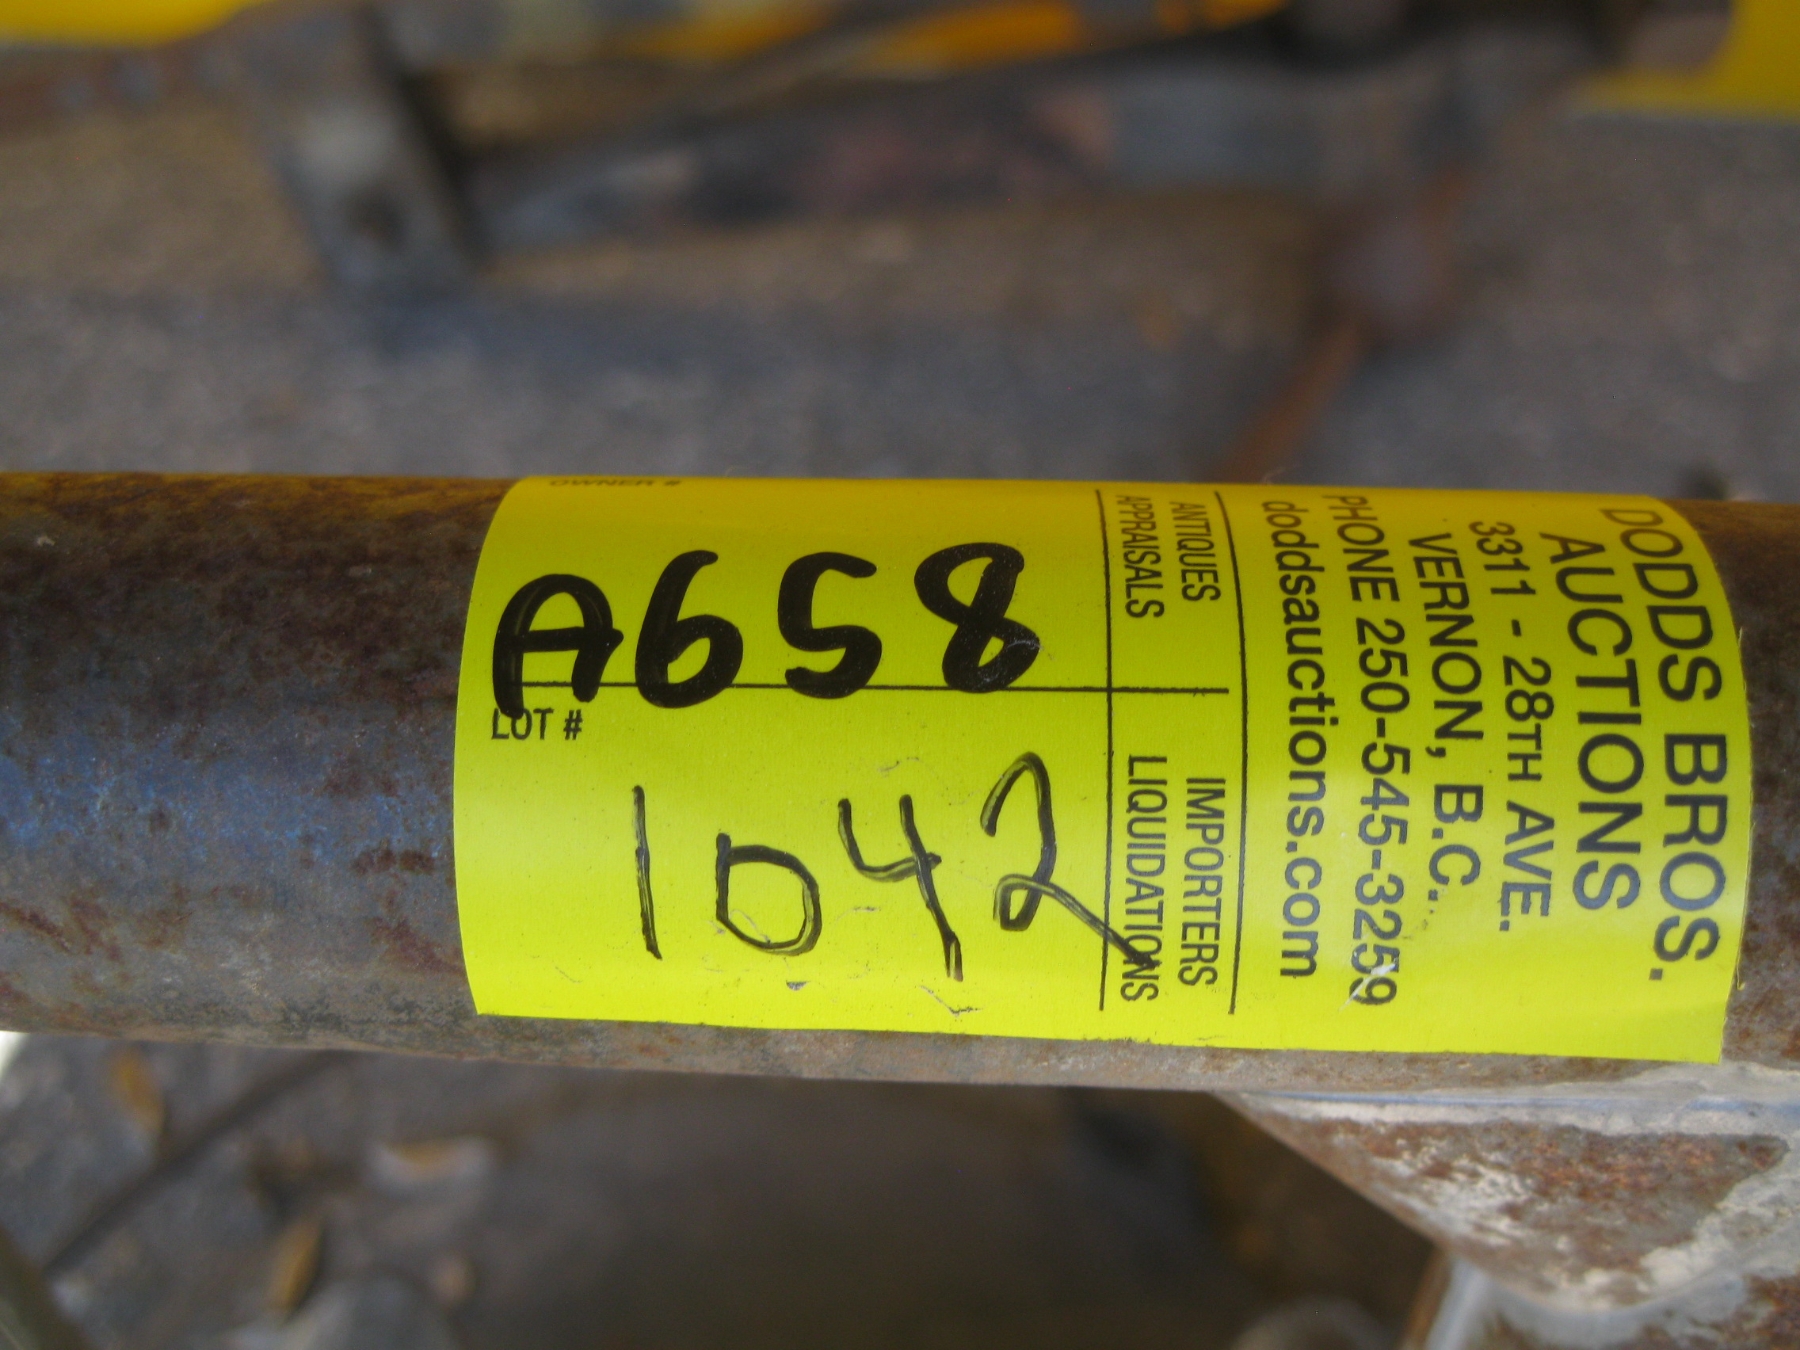 DODDS BROS.
AUCTIONS
3311 - 28TH AVE.
VERNON, B.C.
PHONE 250-545-3259
doddsauctions.com
ANTIQUES IMPORTERS
APPRAISALS LIQUIDATIONS
OWNER #
A658
LOT #
1042